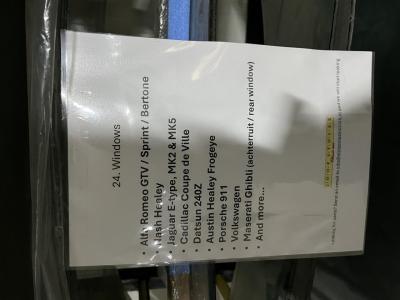 24. Windows
• Alfa Romeo GTV / Sprint / Bertone
• Nash Healey
• Jaguar E-type, MK2 & MK5
• Cadillac Coupe de Ville
• Datsun 240Z
• Austin Healey Frogeye
• Porsche 911
• Volkswagen
• Maserati Ghibli (achterruit / rear window)
• And more...